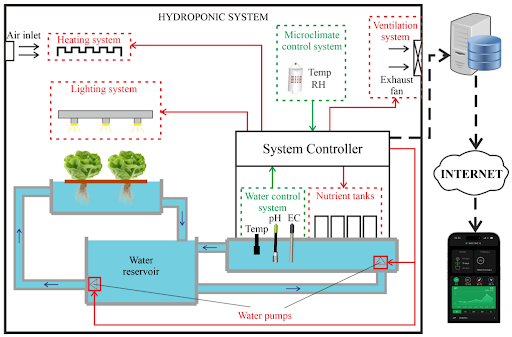 HYDROPONIC SYSTEM
Air inlet
Heating system
Microclimate
control system
Temp
RH
Ventilation
system
Exhaust
fan
Lighting system
System Controller
INTERNET
Water control
system
pH
EC
Temp
Nutrient tanks
Water
reservoir
Water pumps